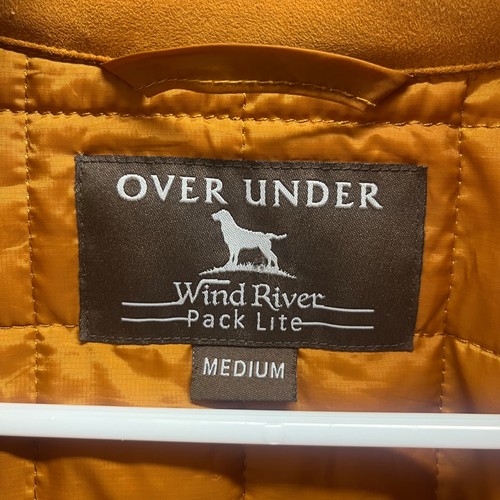 OVER UNDER
Wind River
Pack Lite
MEDIUM